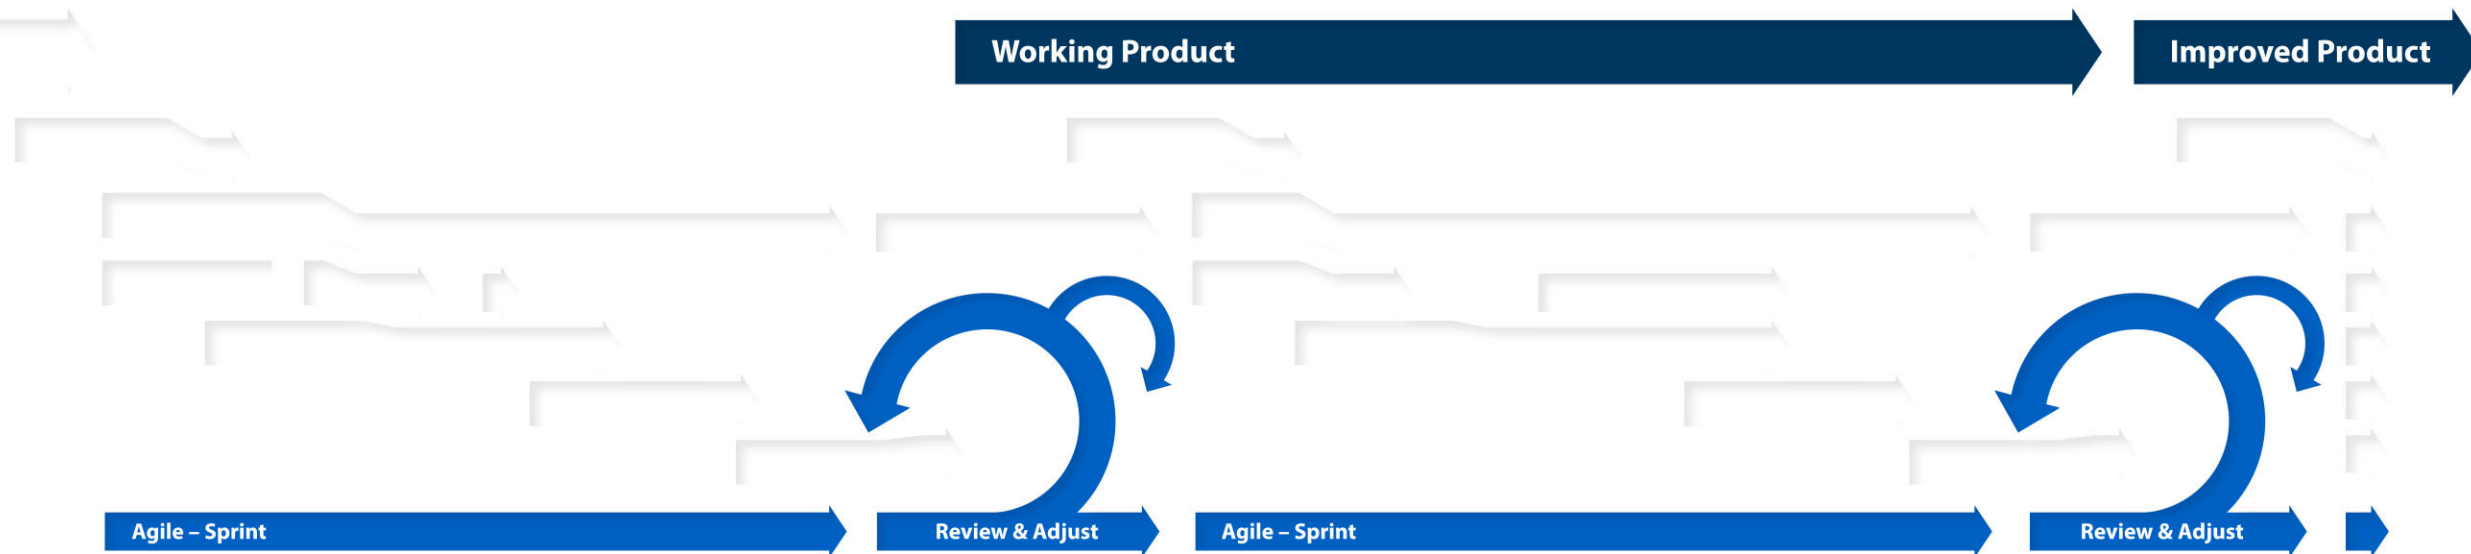 Working Product
Improved Product
Agile – Sprint
Review & Adjust
Agile – Sprint
Review & Adjust